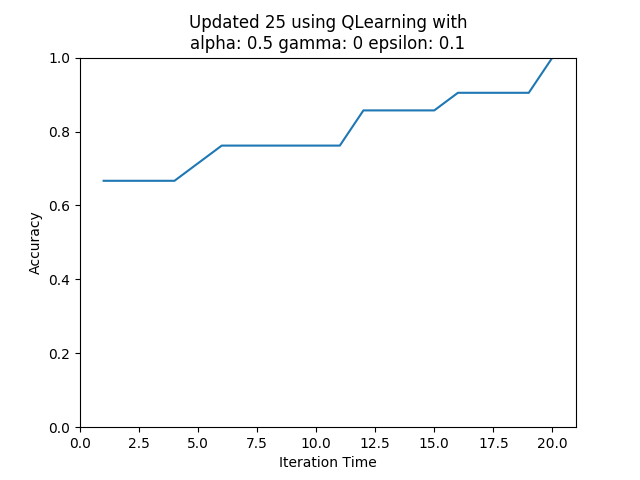 Updated 25 using QLearning with
alpha: 0.5 gamma: 0 epsilon: 0.1
1.0
0.8
0.6
0.4
0.2
0.0
Accuracy
0.0 2.5 5.0 7.5 10.0 12.5 15.0 17.5 20.0
Iteration Time